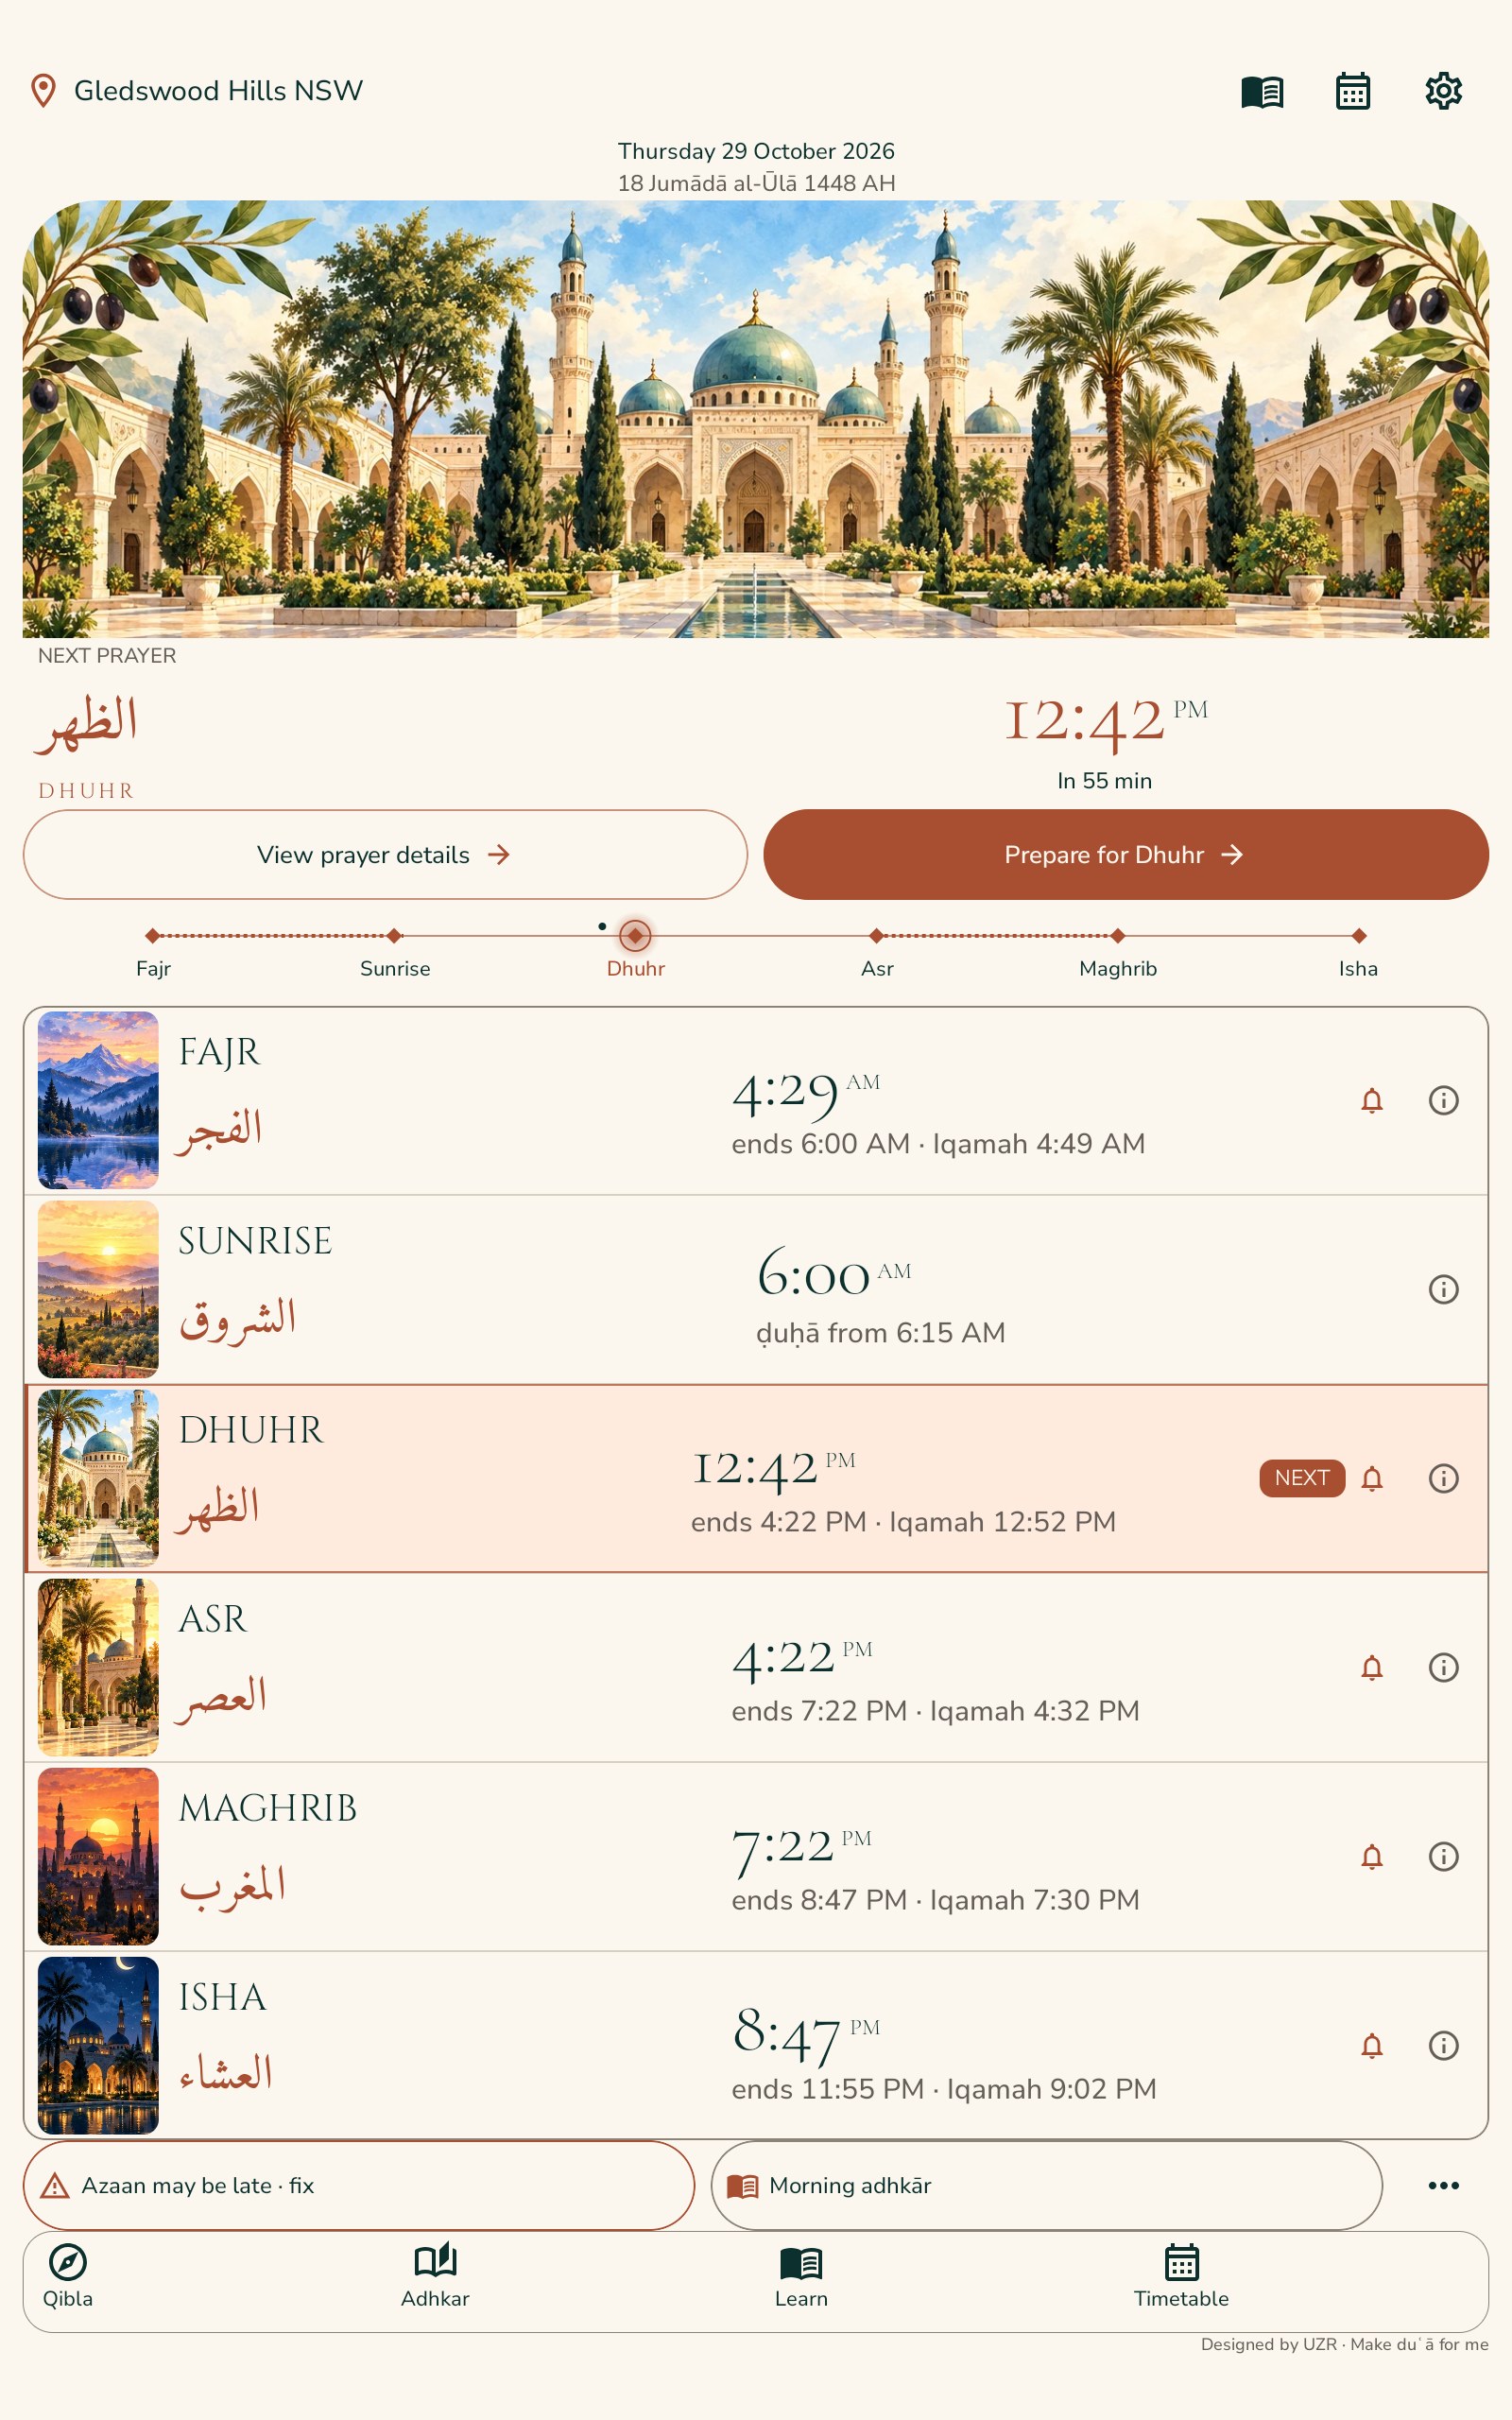 Gledswood Hills NSW
Thursday 29 October 2026
18 Jumādā al-Ūlā 1448 AH
NEXT PRAYER
الظهر
12:42 PM
DHUHR
In 55 min
View prayer details
Prepare for Dhuhr
Fajr Sunrise Dhuhr Asr Maghrib Isha
FAJR
الفجر
4:29 AM
ends 6:00 AM · Iqamah 4:49 AM
SUNRISE
الشروق
6:00 AM
ḍuḥā from 6:15 AM
DHUHR
الظهر
12:42 PM
ends 4:22 PM · Iqamah 12:52 PM
NEXT
ASR
العصر
4:22 PM
ends 7:22 PM · Iqamah 4:32 PM
MAGHRIB
المغرب
7:22 PM
ends 8:47 PM · Iqamah 7:30 PM
ISHA
العشاء
8:47 PM
ends 11:55 PM · Iqamah 9:02 PM
Azaan may be late · fix
Morning adhkār
Qibla Adhkar Learn Timetable
Designed by UZR · Make duʿā for me